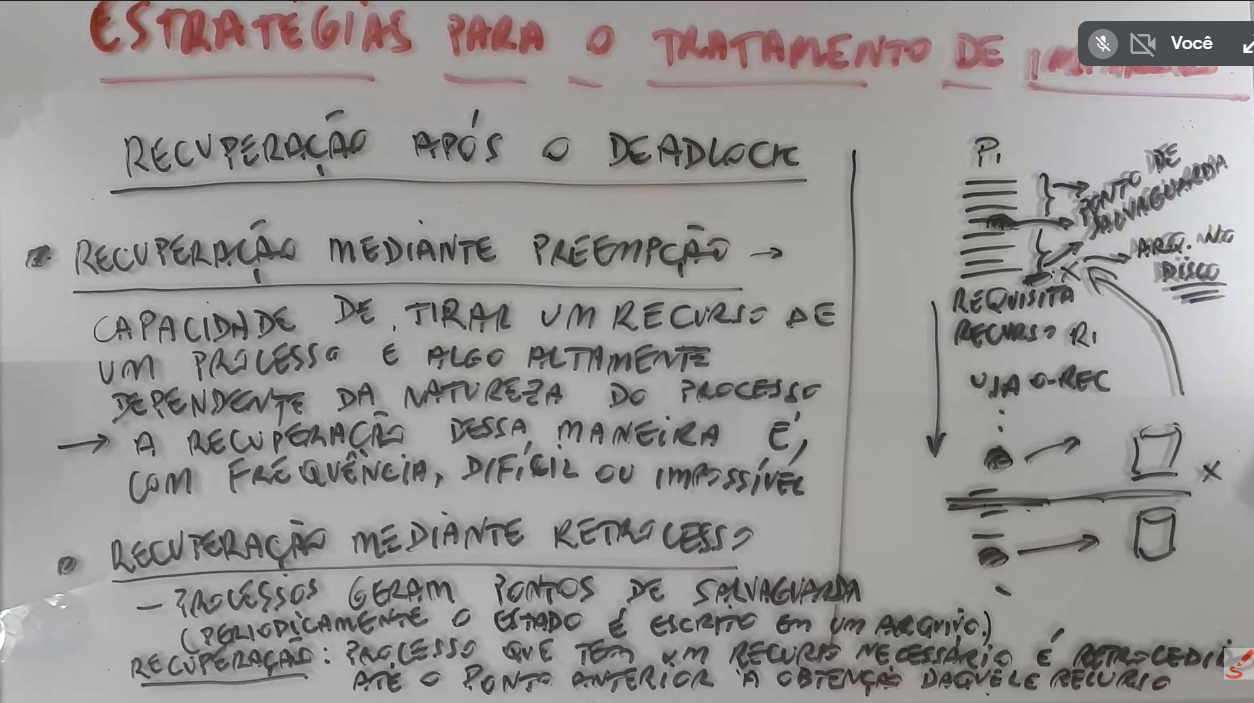 ESTRATÉGIAS PARA O TRATAMENTO DE
Você
RECUPERAÇÃO APÓS O DEADLOCK
• RECUPERAÇÃO MEDIANTE PREEMPÇÃO →
CAPACIDADE DE TIRAR UM RECURSO DE
UM PROCESSO É ALGO ALTAMENTE
DEPENDENTE DA NATUREZA DO PROCESSO
→ A RECUPERAÇÃO DESSA MANEIRA É,
COM FREQUÊNCIA, DIFÍCIL OU IMPOSSÍVEL
• RECUPERAÇÃO MEDIANTE RETROCESSO
– PROCESSOS GERAM PONTOS DE SALVAGUARDA
(PERIODICAMENTE O ESTADO É ESCRITO EM UM ARQUIVO.)
RECUPERAÇÃO: PROCESSO QUE TEM UM RECURSO NECESSÁRIO É RETROCEDI
ATÉ O PONTO ANTERIOR À OBTENÇÃO DAQUELE RECURSO
P1
PONTO DE
SALVAGUARDA
ARQ. NO
DISCO
X
REQUISITA
RECURSO R1
USA O REC
X